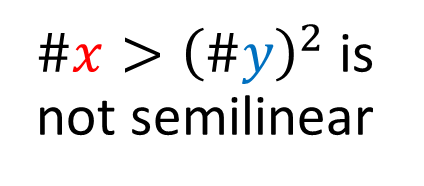 #x > (#y)² is
not semilinear